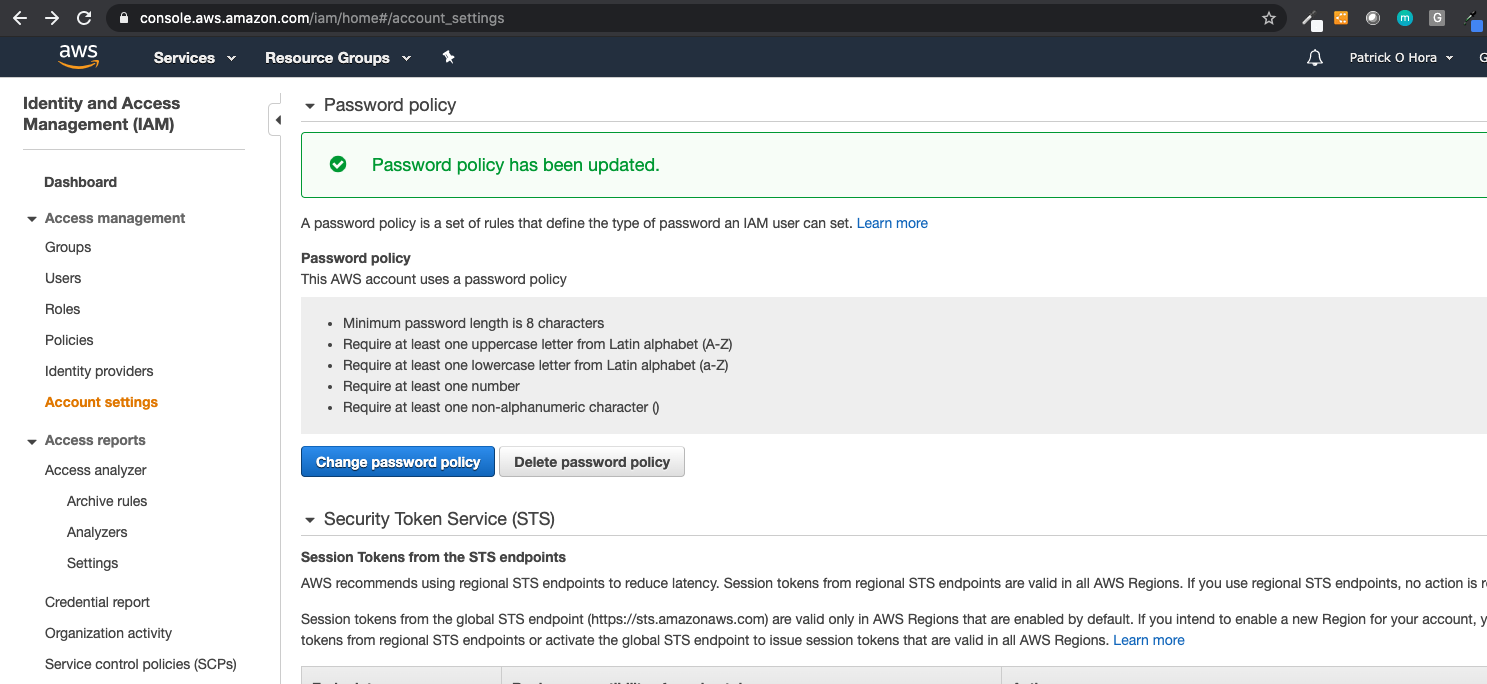 console.aws.amazon.com/iam/home#/account_settings
m
G
aws
Services
Resource Groups
Patrick O Hora
G
Identity and Access
Management (IAM)
Dashboard
Access management
Groups
Users
Roles
Policies
Identity providers
Account settings
Access reports
Access analyzer
Archive rules
Analyzers
Settings
Credential report
Organization activity
Service control policies (SCPs)
Password policy
Password policy has been updated.
A password policy is a set of rules that define the type of password an IAM user can set. Learn more
Password policy
This AWS account uses a password policy
• Minimum password length is 8 characters
• Require at least one uppercase letter from Latin alphabet (A-Z)
• Require at least one lowercase letter from Latin alphabet (a-Z)
• Require at least one number
• Require at least one non-alphanumeric character ()
Change password policy
Delete password policy
Security Token Service (STS)
Session Tokens from the STS endpoints
AWS recommends using regional STS endpoints to reduce latency. Session tokens from regional STS endpoints are valid in all AWS Regions. If you use regional STS endpoints, no action is
Session tokens from the global STS endpoint (https://sts.amazonaws.com) are valid only in AWS Regions that are enabled by default. If you intend to enable a new Region for your account,
tokens from regional STS endpoints or activate the global STS endpoint to issue session tokens that are valid in all AWS Regions. Learn more